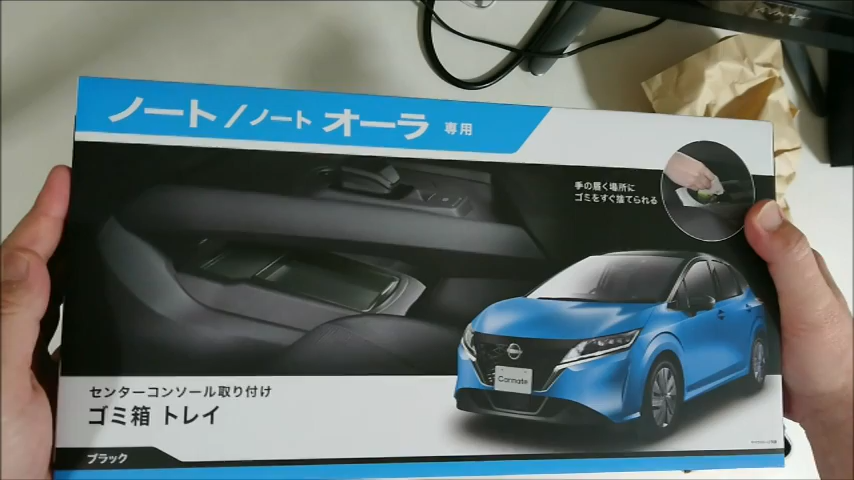 ノート/ノート オーラ 専用
手の届く場所に
ゴミをすぐ捨てられる
Carmate
センターコンソール取り付け
ゴミ箱 トレイ
ブラック